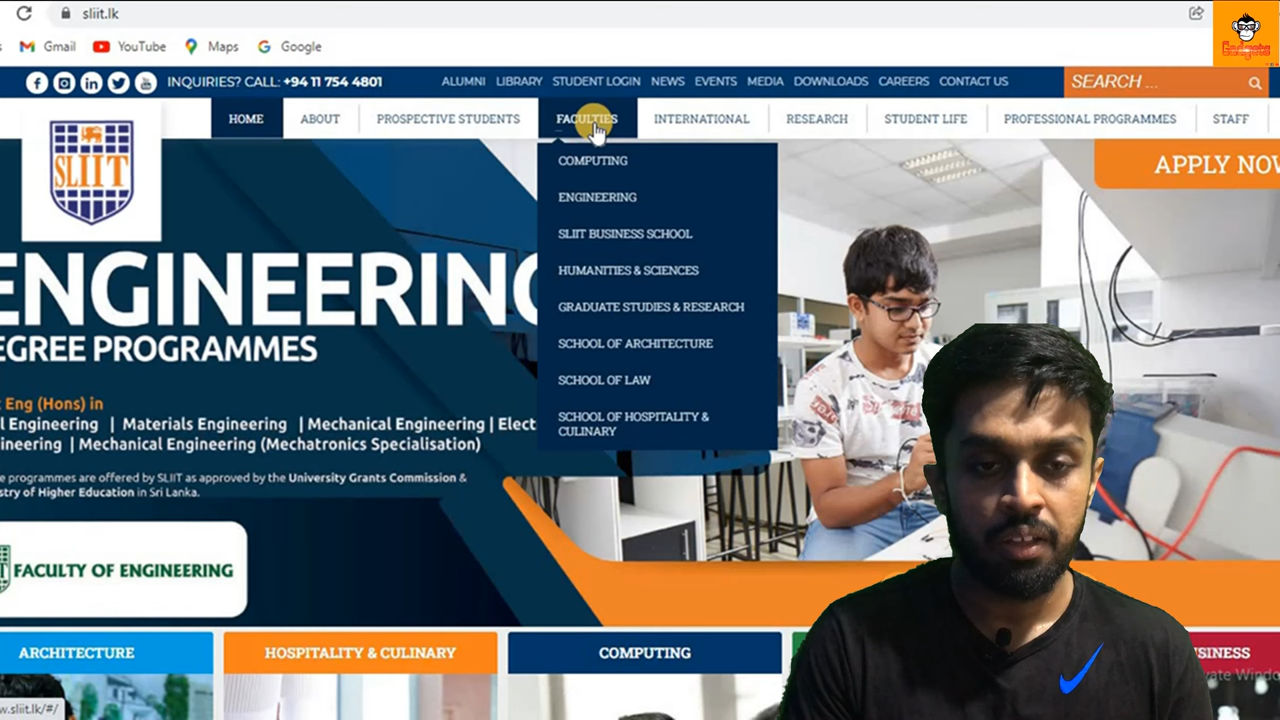 sliit.lk
Gmail YouTube Maps Google
Gadgets
INQUIRIES? CALL: +94 11 754 4801
ALUMNI LIBRARY STUDENT LOGIN NEWS EVENTS MEDIA DOWNLOADS CAREERS CONTACT US
SEARCH ...
HOME ABOUT PROSPECTIVE STUDENTS FACULTIES INTERNATIONAL RESEARCH STUDENT LIFE PROFESSIONAL PROGRAMMES STAFF
SLIIT
APPLY NOW
COMPUTING
ENGINEERING
SLIIT BUSINESS SCHOOL
HUMANITIES & SCIENCES
GRADUATE STUDIES & RESEARCH
SCHOOL OF ARCHITECTURE
SCHOOL OF LAW
SCHOOL OF HOSPITALITY &
CULINARY
ENGINEERING
EGREE PROGRAMMES
Eng (Hons) in
l Engineering | Materials Engineering | Mechanical Engineering | Elect
ineering | Mechanical Engineering (Mechatronics Specialisation)
e programmes are offered by SLIIT as approved by the University Grants Commission &
stry of Higher Education in Sri Lanka.
FACULTY OF ENGINEERING
ARCHITECTURE HOSPITALITY & CULINARY COMPUTING USINESS
vate Windo
w.sliit.lk/#/